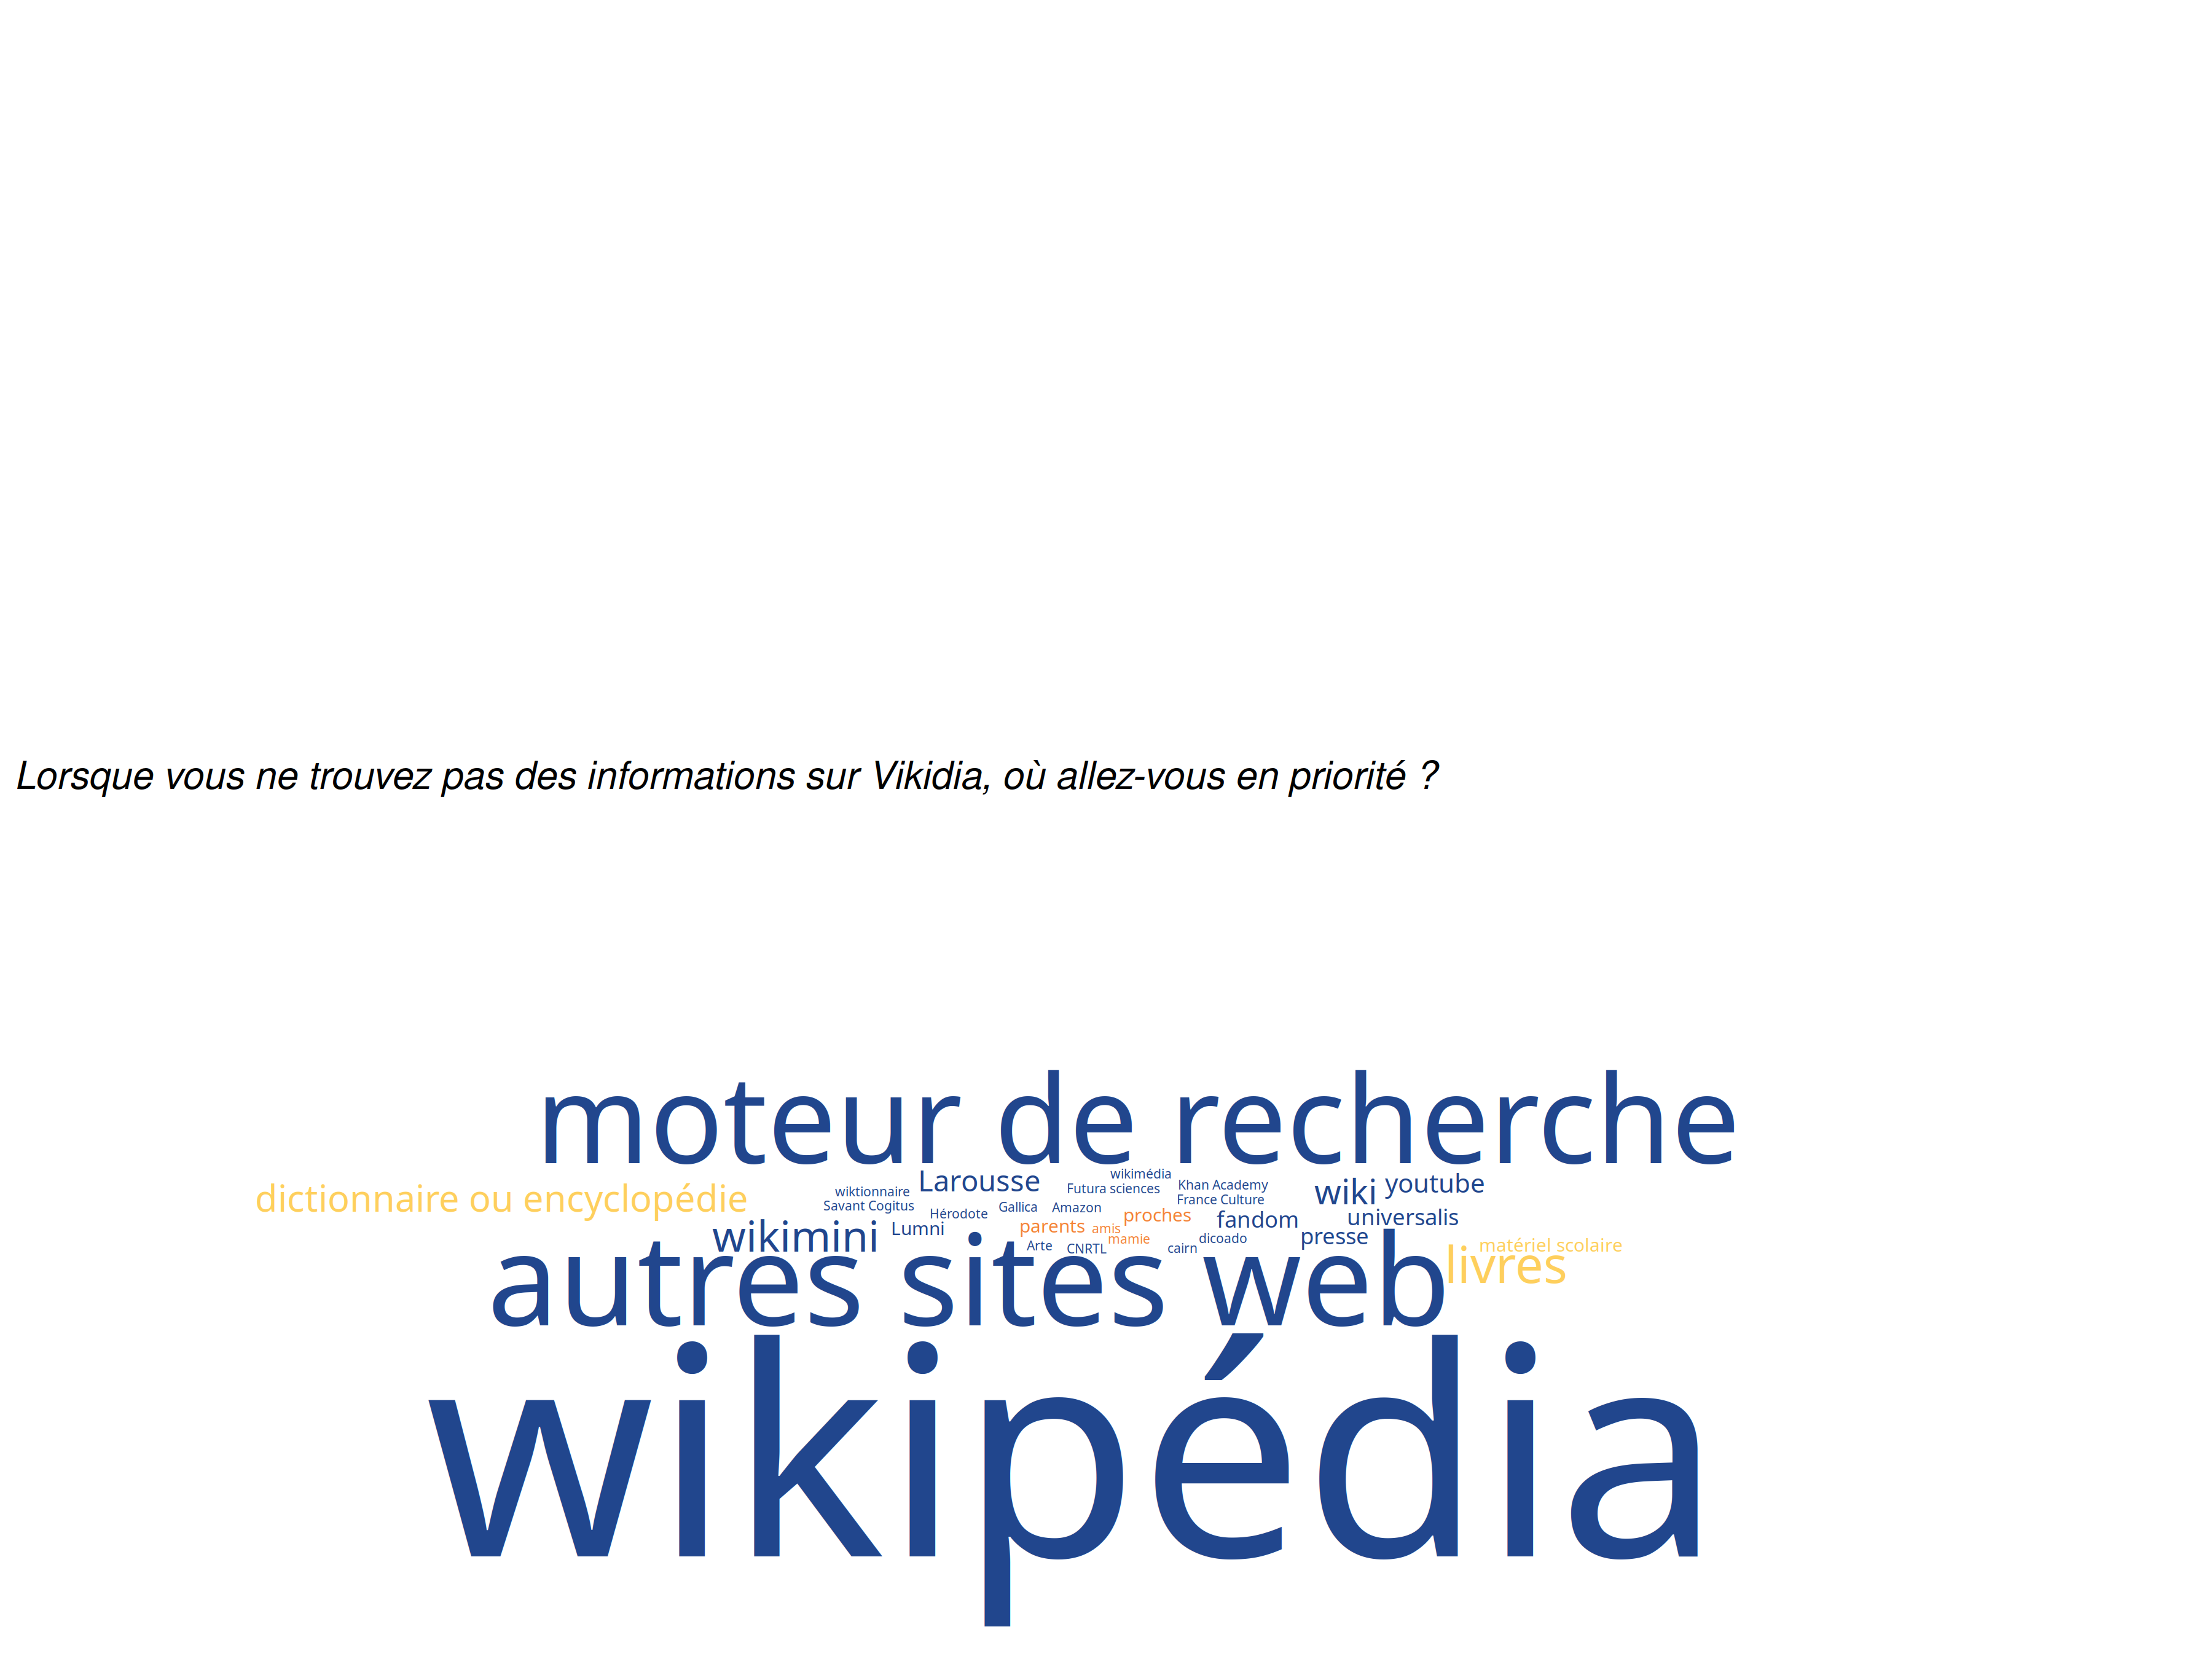 Lorsque vous ne trouvez pas des informations sur Vikidia, où allez-vous en priorité ?
moteur de recherche
dictionnaire ou encyclopédie
wiktionnaire
Savant Cogitus
Larousse
wikimédia
Futura sciences
Khan Academy
France Culture
wiki
youtube
Hérodote
Gallica
Amazon
proches
fandom
universalis
wikimini
Lumni
parents
amis
mamie
dicoado
presse
Arte
CNRTL
cairn
matériel scolaire
autres sites web
livres
wikipédia